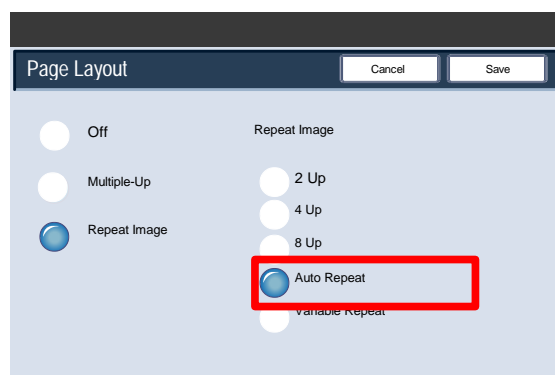 Page Layout
Cancel
Save
Off
Multiple-Up
Repeat Image
Repeat Image
2 Up
4 Up
8 Up
Auto Repeat
Variable Repeat